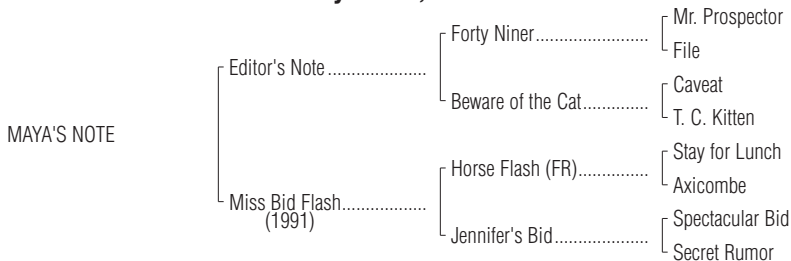 Mr. Prospector
Forty Niner
File
Editor's Note
Caveat
Beware of the Cat
T. C. Kitten
MAYA'S NOTE
Stay for Lunch
Horse Flash (FR)
Axicombe
Miss Bid Flash
(1991)
Spectacular Bid
Jennifer's Bid
Secret Rumor